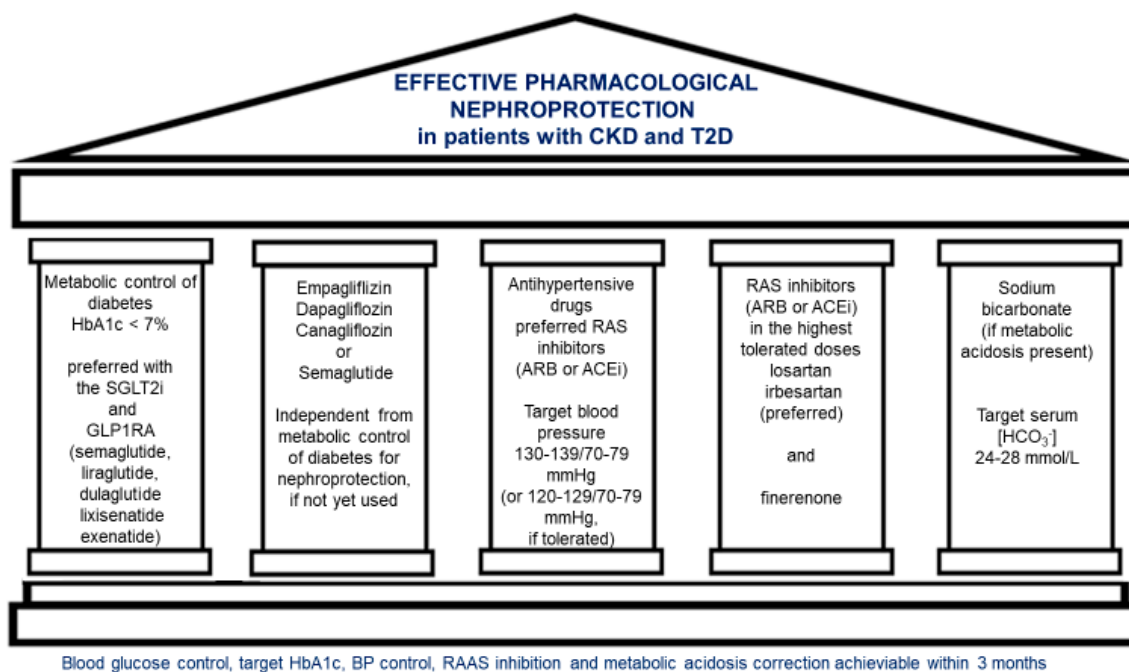 EFFECTIVE PHARMACOLOGICAL
NEPHROPROTECTION
in patients with CKD and T2D
Metabolic control of
diabetes
HbA1c < 7%
preferred with
the SGLT2i
and
GLP1RA
(semaglutide,
liraglutide,
dulaglutide
lixisenatide
exenatide)
Empagliflizin
Dapagliflozin
Canagliflozin
or
Semaglutide
Independent from
metabolic control
of diabetes for
nephroprotection,
if not yet used
Antihypertensive
drugs
preferred RAS
inhibitors
(ARB or ACEi)
Target blood
pressure
130-139/70-79
mmHg
(or 120-129/70-79
mmHg,
if tolerated)
RAS inhibitors
(ARB or ACEi)
in the highest
tolerated doses
losartan
irbesartan
(preferred)
and
finerenone
Sodium
bicarbonate
(if metabolic
acidosis present)
Target serum
[HCO₃⁻]
24-28 mmol/L
Blood glucose control, target HbA1c, BP control, RAAS inhibition and metabolic acidosis correction achieviable within 3 months